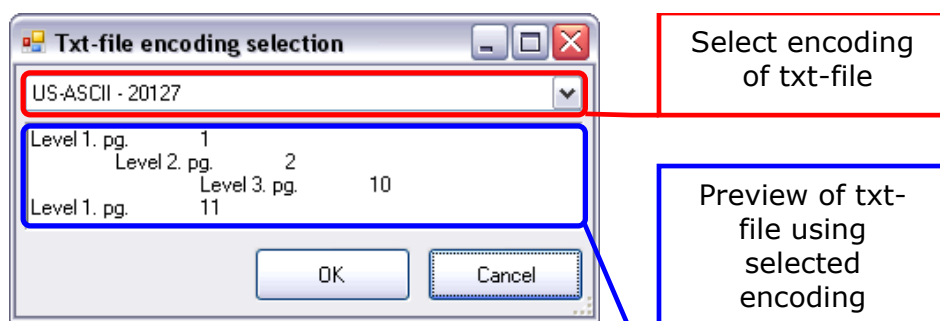 Txt-file encoding selection
US-ASCII - 20127
Level 1. pg. 1
Level 2. pg. 2
Level 3. pg. 10
Level 1. pg. 11
OK Cancel
Select encoding
of txt-file
Preview of txt-
file using
selected
encoding